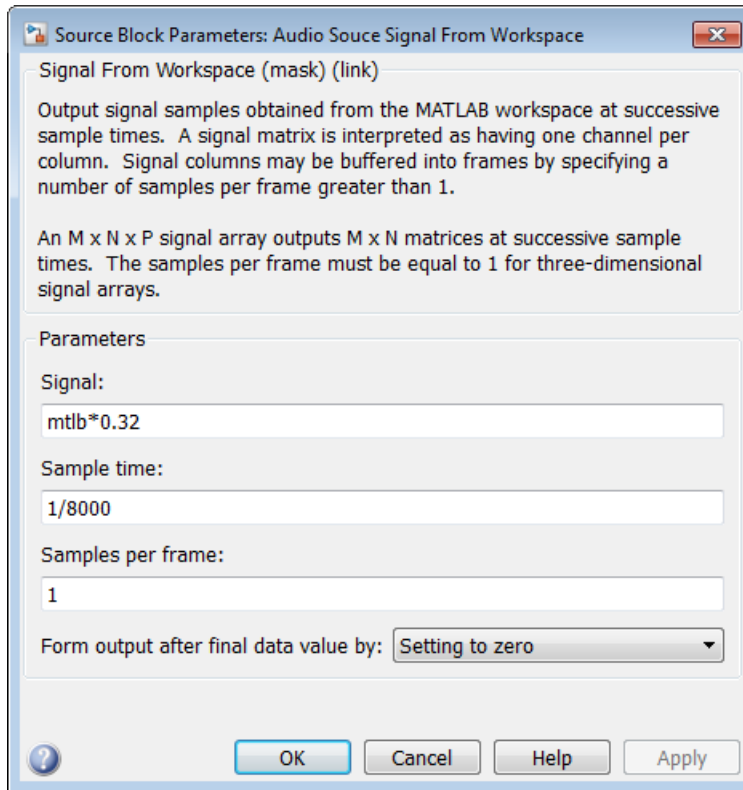 Source Block Parameters: Audio Souce Signal From Workspace
Signal From Workspace (mask) (link)
Output signal samples obtained from the MATLAB workspace at successive
sample times.  A signal matrix is interpreted as having one channel per
column.  Signal columns may be buffered into frames by specifying a
number of samples per frame greater than 1.
An M x N x P signal array outputs M x N matrices at successive sample
times.  The samples per frame must be equal to 1 for three-dimensional
signal arrays.
Parameters
Signal:
mtlb*0.32
Sample time:
1/8000
Samples per frame:
1
Form output after final data value by: Setting to zero
? OK Cancel Help Apply